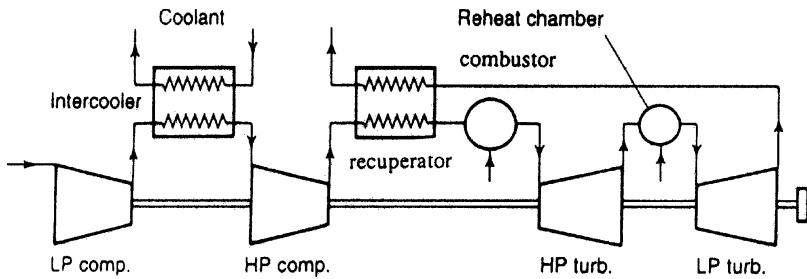 Coolant
Reheat chamber
combustor
Intercooler
recuperator
LP comp.
HP comp.
HP turb.
LP turb.